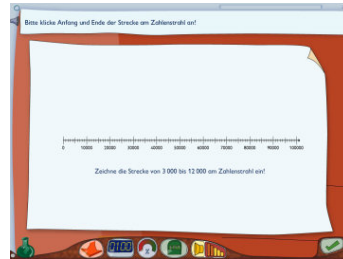 Bitte klicke Anfang und Ende der Strecke am Zahlenstrahl an!
0 10000 20000 30000 40000 50000 60000 70000 80000 90000 100000
Zeichne die Strecke von 3 000 bis 12 000 am Zahlenstrahl ein!